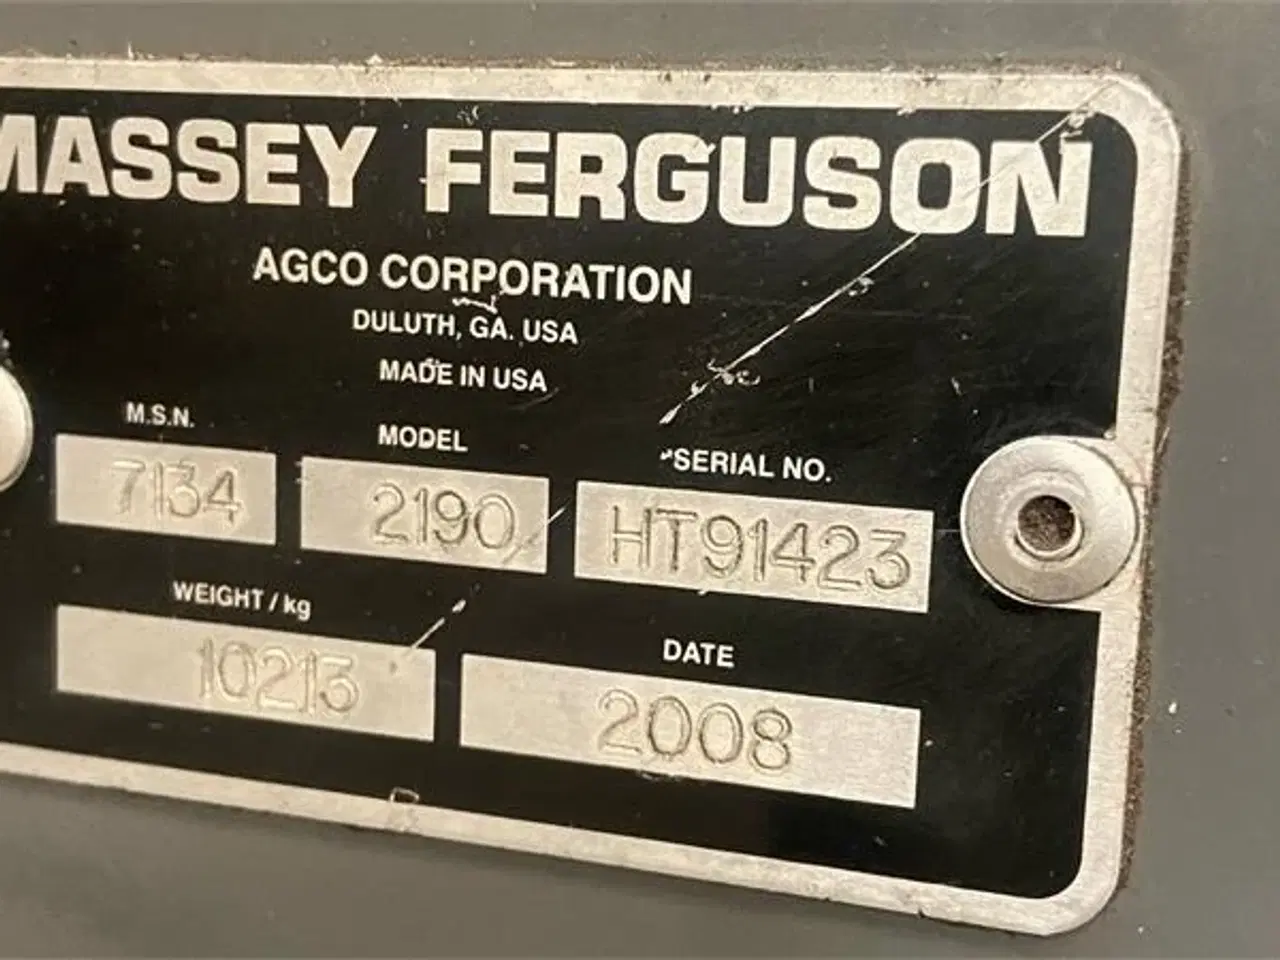 MASSEY FERGUSON
AGCO CORPORATION
DULUTH, GA. USA
MADE IN USA
M.S.N. MODEL SERIAL NO.
7134 2190 HT91423
WEIGHT / kg DATE
10213 2008